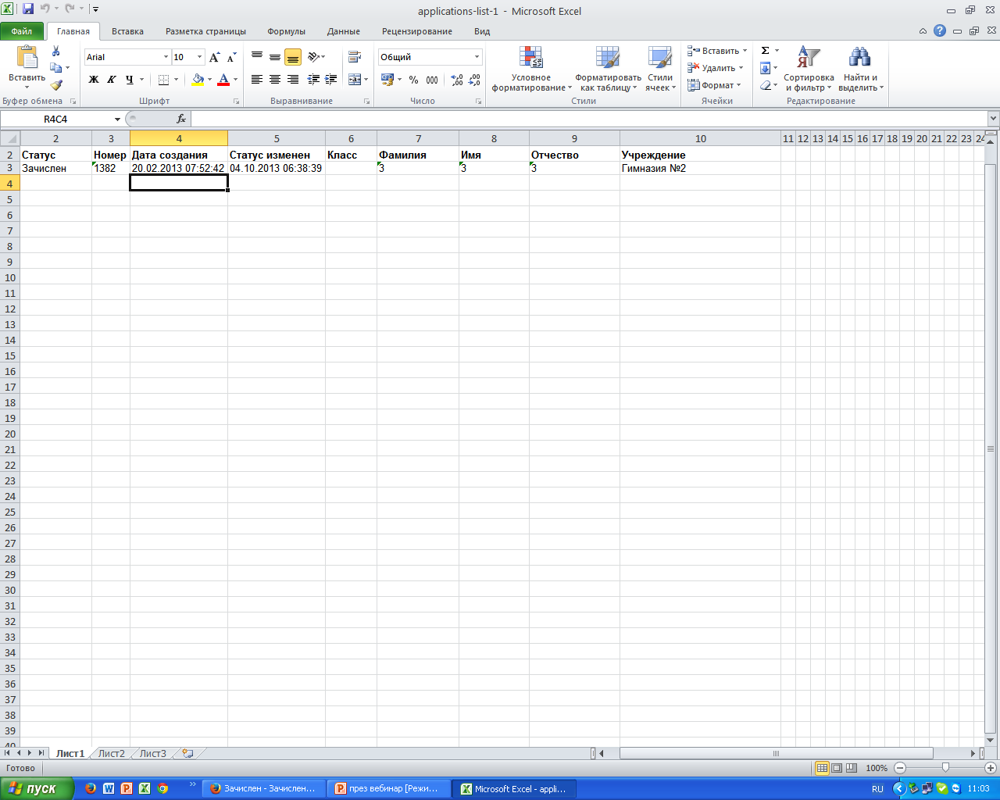 applications-list-1 - Microsoft Excel
Файл Главная Вставка Разметка страницы Формулы Данные Рецензирование Вид
Вставить
Arial 10
Ж К Ч
Общий
% 000
Условное форматирование
Форматировать как таблицу
Стили ячеек
Вставить
Удалить
Формат
Σ
Сортировка и фильтр
Найти и выделить
Буфер обмена Шрифт Выравнивание Число Стили Ячейки Редактирование
R4C4 fx
2 3 4 5 6 7 8 9 10 11 12 13 14 15 16 17 18 19 20 21 22 23 24
2 Статус Номер Дата создания Статус изменен Класс Фамилия Имя Отчество Учреждение
3 Зачислен 1382 20.02.2013 07:52:42 04.10.2013 06:38:39 3 3 3 Гимназия №2
4
5
6
7
8
9
10
11
12
13
14
15
16
17
18
19
20
21
22
23
24
25
26
27
28
29
30
31
32
33
34
35
36
37
38
39
40
Лист1 Лист2 Лист3
Готово 100%
пуск Зачислен - Зачислен... през вебинар [Режи... Microsoft Excel - appli... RU 11:03